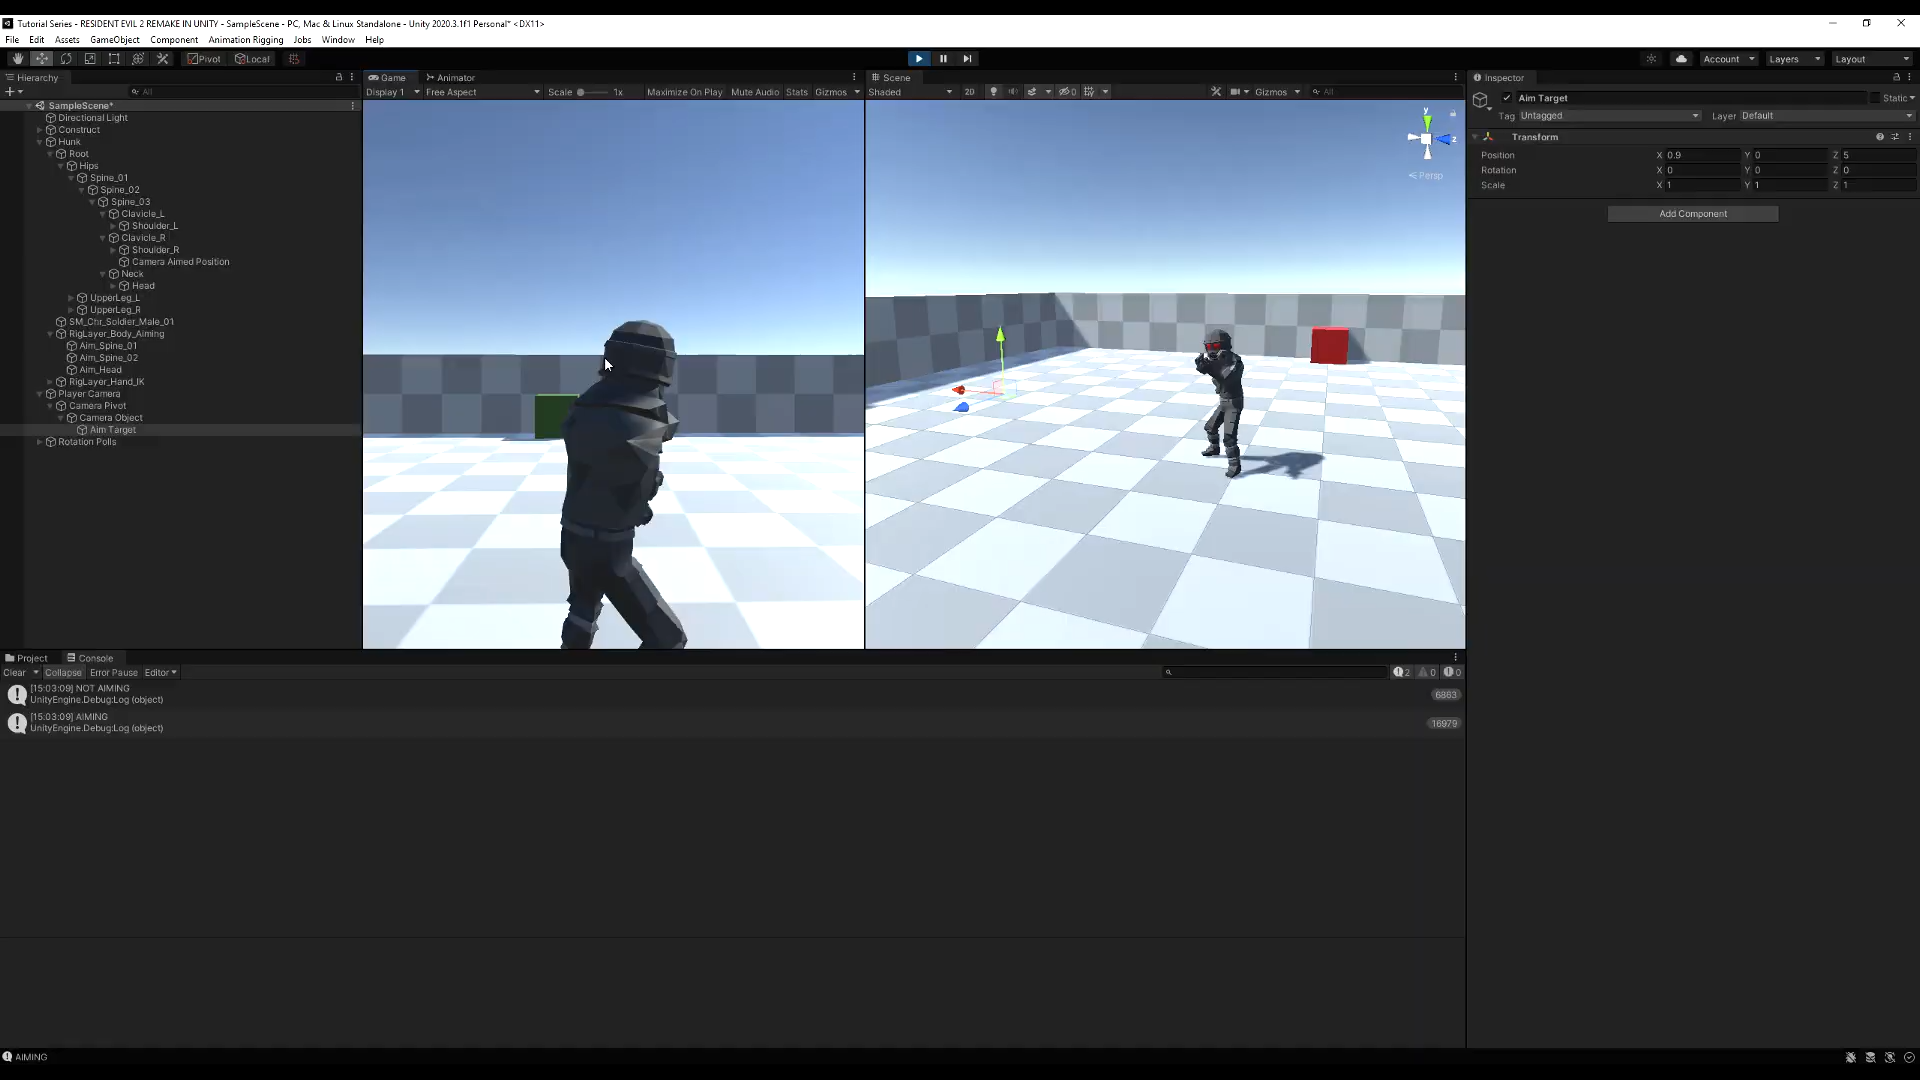 Tutorial Series - RESIDENT EVIL 2 REMAKE IN UNITY - SampleScene - PC, Mac & Linux Standalone - Unity 2020.3.1f1 Personal* <DX11>
File Edit Assets GameObject Component Animation Rigging Jobs Window Help
Pivot Local Account Layers Layout
Hierarchy
All
SampleScene*
Directional Light
Construct
Hunk
Root
Hips
Spine_01
Spine_02
Spine_03
Clavicle_L
Shoulder_L
Clavicle_R
Shoulder_R
Camera Aimed Position
Neck
Head
UpperLeg_L
UpperLeg_R
SM_Chr_Soldier_Male_01
RigLayer_Body_Aiming
Aim_Spine_01
Aim_Spine_02
Aim_Head
RigLayer_Hand_IK
Player Camera
Camera Pivot
Camera Object
Aim Target
Rotation Polls
Game Animator
Display 1 Free Aspect Scale 1x Maximize On Play Mute Audio Stats Gizmos
Scene
Shaded 2D 0 Gizmos All
y
z
Persp
Inspector
Aim Target Static
Tag Untagged Layer Default
Transform
Position X 0.9 Y 0 Z 5
Rotation X 0 Y 0 Z 0
Scale X 1 Y 1 Z 1
Add Component
Project Console
Clear Collapse Error Pause Editor 2 0 0
[15:03:09] NOT AIMING
UnityEngine.Debug:Log (object)
6863
[15:03:09] AIMING
UnityEngine.Debug:Log (object)
16979
AIMING